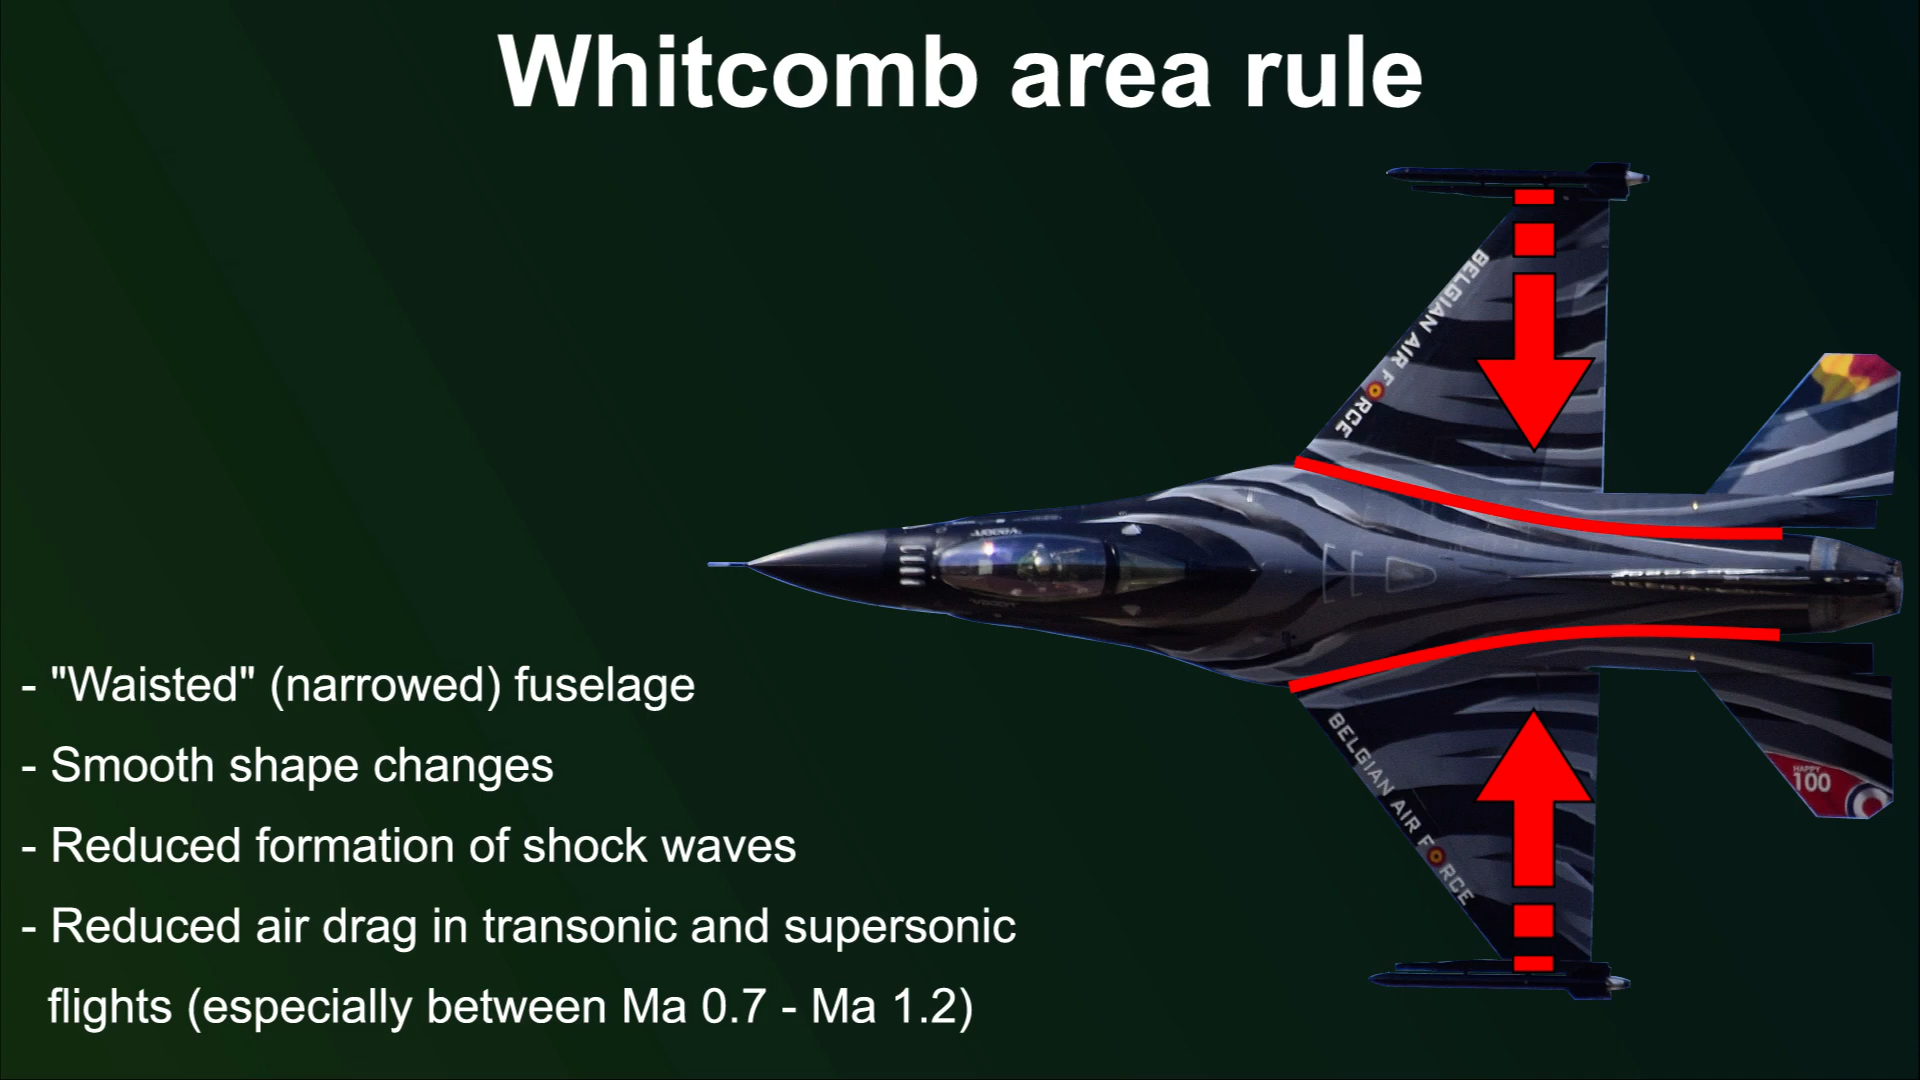 Whitcomb area rule
BELGIAN AIR FORCE
HAPPY
100
BELGIAN AIR FORCE
- "Waisted" (narrowed) fuselage
- Smooth shape changes
- Reduced formation of shock waves
- Reduced air drag in transonic and supersonic
flights (especially between Ma 0.7 - Ma 1.2)